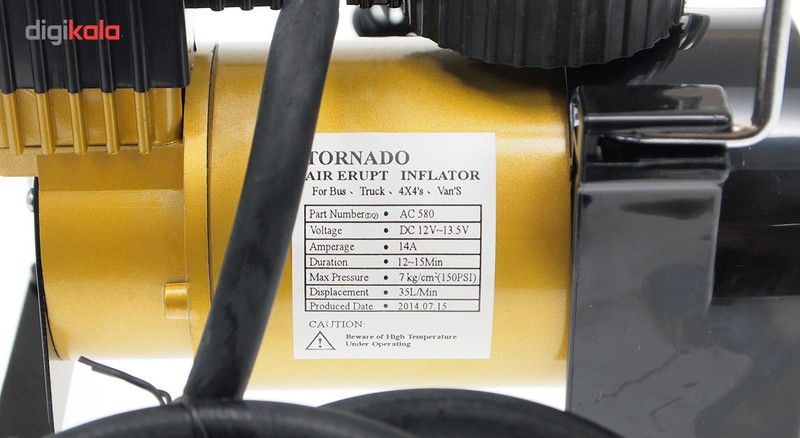 digikala
TORNADO
AIR ERUPT INFLATOR
For Bus 、 Truck 、 4X4's 、 Van'S
Part Number(DQ) • AC 580
Voltage • DC 12V~13.5V
Amperage • 14A
Duration • 12~15Min
Max Pressure • 7 kg/cm²(150PSI)
Displacement • 35L/Min
Produced Date • 2014.07.15
CAUTION:
! Beware of High Temperature
Under Operating